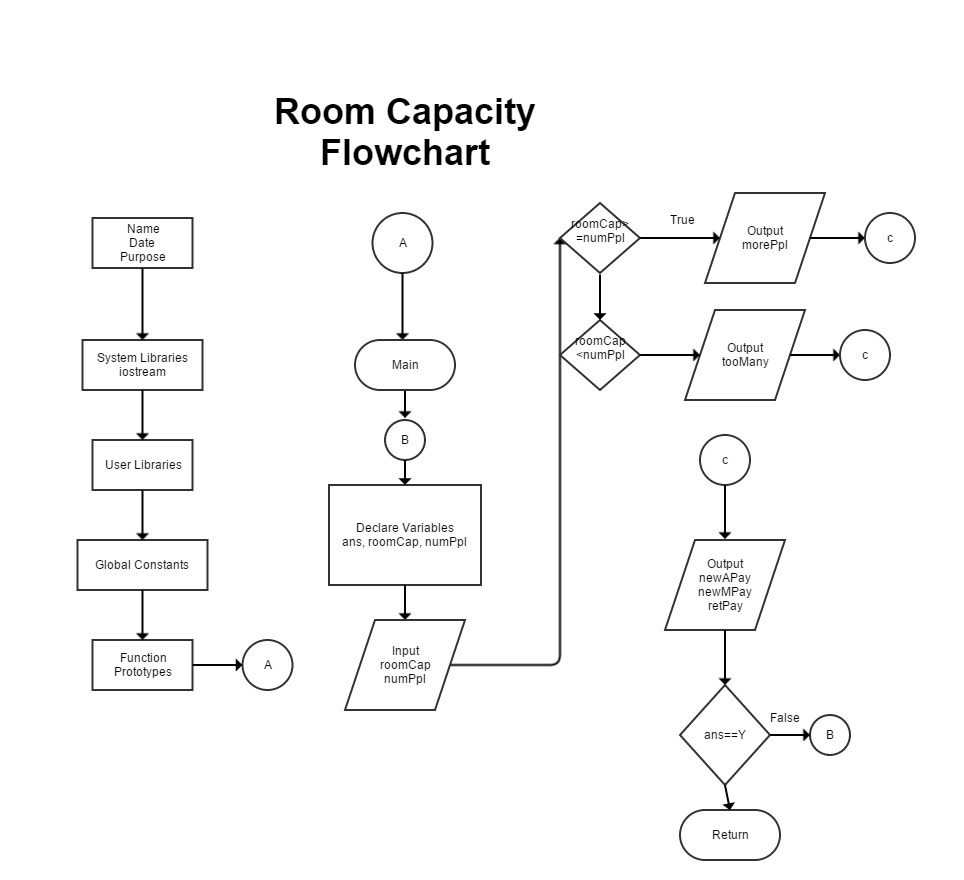 Room Capacity
Flowchart
Name
Date
Purpose
System Libraries
iostream
User Libraries
Global Constants
Function
Prototypes
A
A
Main
B
Declare Variables
ans, roomCap, numPpl
Input
roomCap
numPpl
roomCap>
=numPpl
True
Output
morePpl
c
roomCap
<numPpl
Output
tooMany
c
c
Output
newAPay
newMPay
retPay
ans==Y
False
B
Return